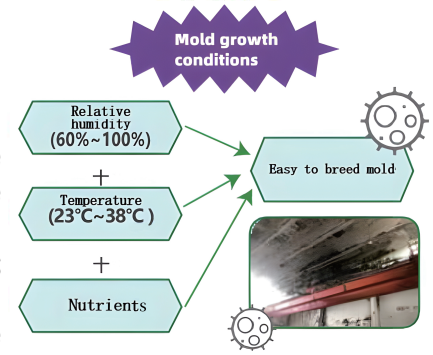 Mold growth
conditions
Relative
humidity
(60%~100%)
+
Temperature
(23℃~38℃)
+
Nutrients
Easy to breed mold